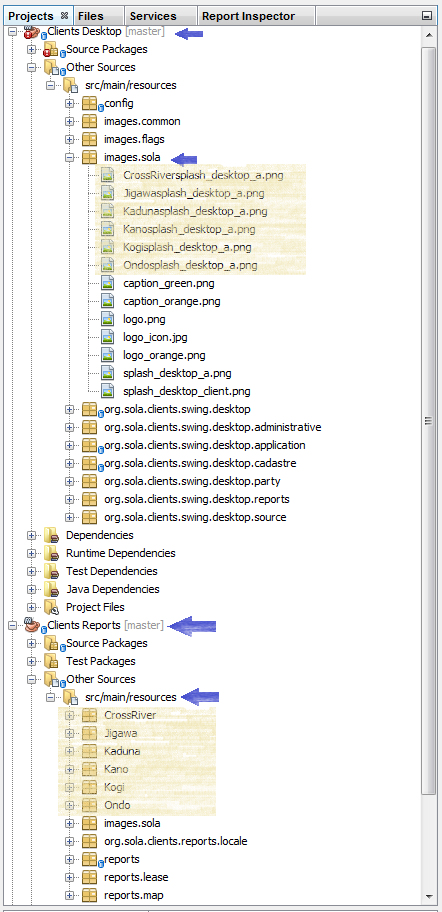 Projects Files Services Report Inspector
Clients Desktop [master]
Source Packages
Other Sources
src/main/resources
config
images.common
images.flags
images.sola
CrossRiversplash_desktop_a.png
Jigawasplash_desktop_a.png
Kadunasplash_desktop_a.png
Kanosplash_desktop_a.png
Kogisplash_desktop_a.png
Ondosplash_desktop_a.png
caption_green.png
caption_orange.png
logo.png
logo_icon.jpg
logo_orange.png
splash_desktop_a.png
splash_desktop_client.png
org.sola.clients.swing.desktop
org.sola.clients.swing.desktop.administrative
org.sola.clients.swing.desktop.application
org.sola.clients.swing.desktop.cadastre
org.sola.clients.swing.desktop.party
org.sola.clients.swing.desktop.reports
org.sola.clients.swing.desktop.source
Dependencies
Runtime Dependencies
Test Dependencies
Java Dependencies
Project Files
Clients Reports [master]
Source Packages
Test Packages
Other Sources
src/main/resources
CrossRiver
Jigawa
Kaduna
Kano
Kogi
Ondo
images.sola
org.sola.clients.reports.locale
reports
reports.lease
reports.map